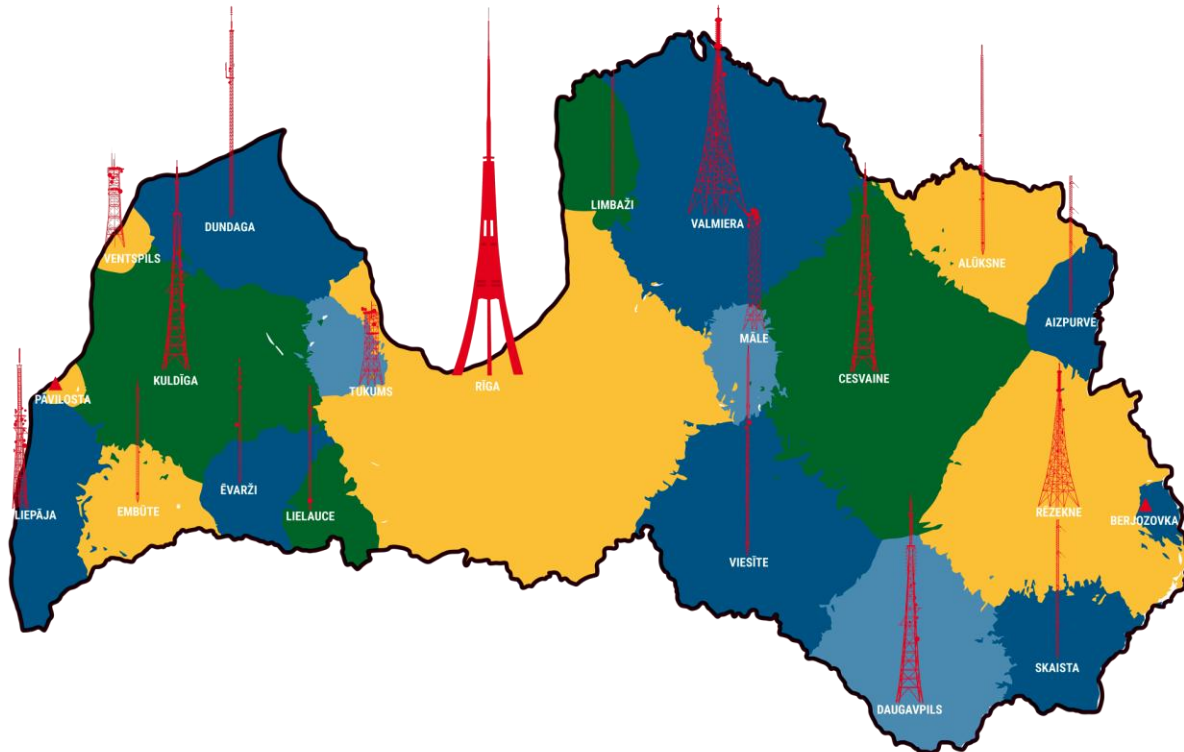 LIMBAŽI
VALMIERA
DUNDAGA
VENTSPILS
ALŪKSNE
AIZPURVE
MĀLE
KULDĪGA
CESVAINE
RĪGA
TUKUMS
PĀVILOSTA
ĒVARŽI
EMBŪTE
LIEPĀJA
LIELAUCE
RĒZEKNE
BERJOZOVKA
VIESĪTE
SKAISTA
DAUGAVPILS